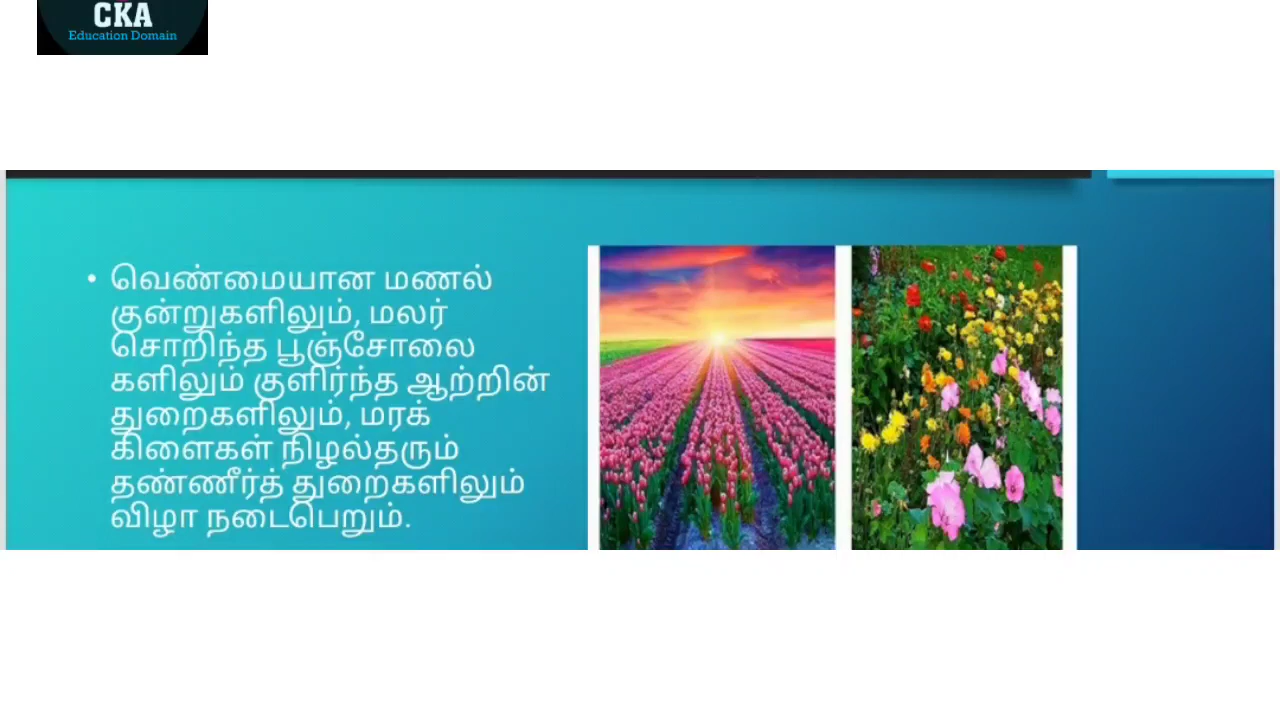 CKA
Education Domain
• வெண்மையான மணல்
குன்றுகளிலும், மலர்
சொறிந்த பூஞ்சோலை
களிலும் குளிர்ந்த ஆற்றின்
துறைகளிலும், மரக்
கிளைகள் நிழல்தரும்
தண்ணீர்த் துறைகளிலும்
விழா நடைபெறும்.